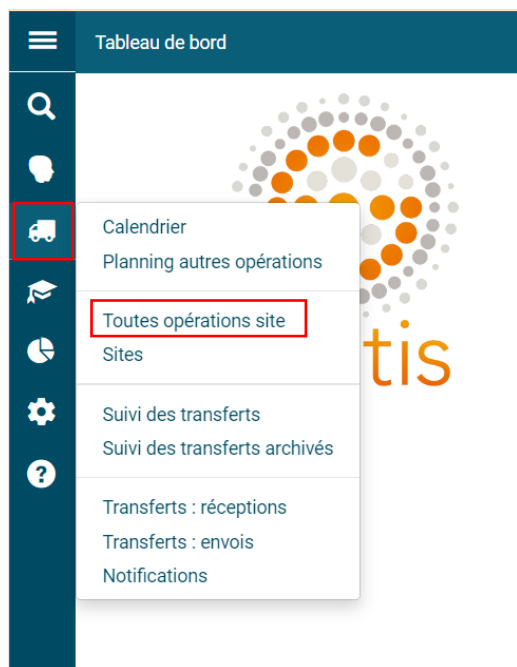 Tableau de bord
Calendrier
Planning autres opérations
Toutes opérations site
Sites
Suivi des transferts
Suivi des transferts archivés
Transferts : réceptions
Transferts : envois
Notifications
tis